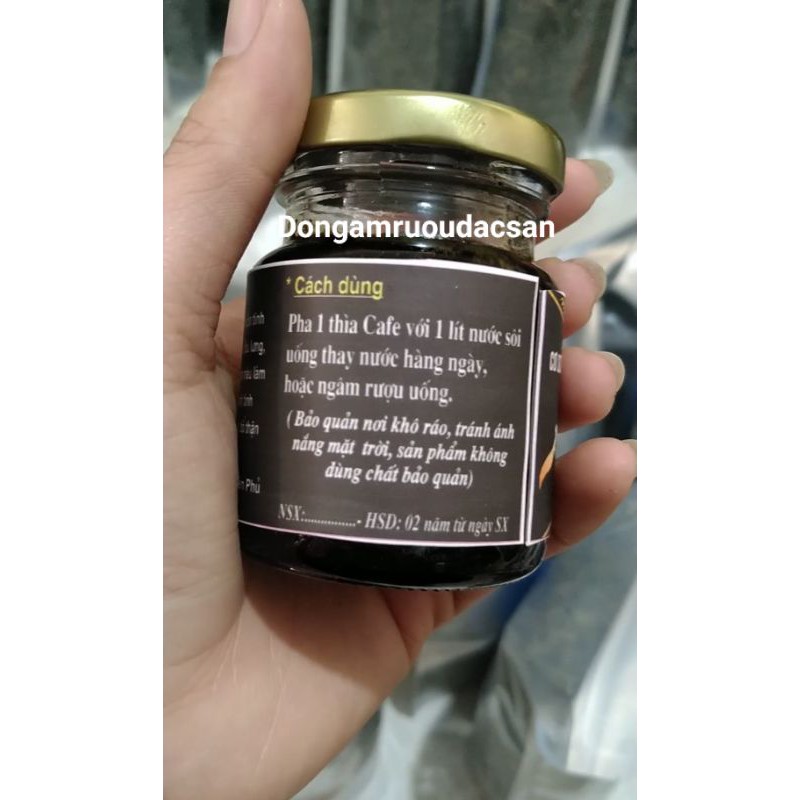 Dongamruoudacsan
* Cách dùng
Pha 1 thìa Cafe với 1 lít nước sôi
uống thay nước hàng ngày,
hoặc ngâm rượu uống.
( Bảo quản nơi khô ráo, tránh ánh
nắng mặt trời, sản phẩm không
dùng chất bảo quản)
NSX:...............- HSD: 02 năm từ ngày SX
lưng,
Phủ